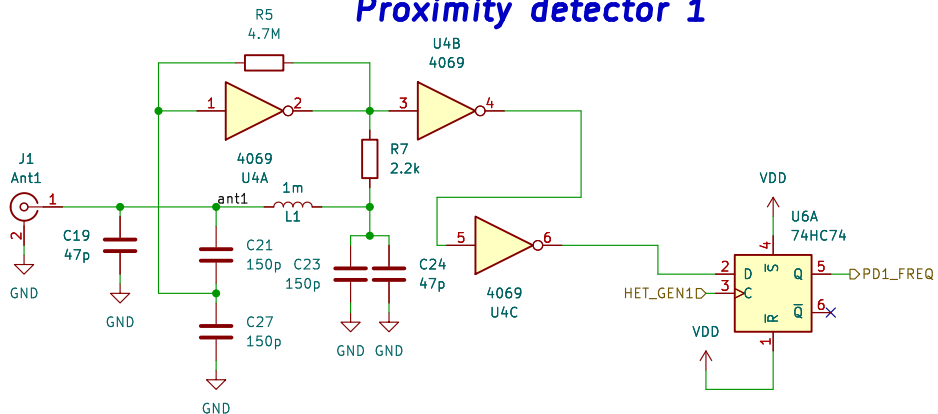 Proximity detector 1
R5
4.7M
U4B
4069
1
2
3
4
R7
2.2k
4069
U4A
J1
Ant1
1
2
GND
ant1
1m
L1
C19
47p
GND
C21
150p
C23
150p
C24
47p
GND
GND
C27
150p
GND
5
6
4069
U4C
VDD
U6A
74HC74
4
S
2
D
Q
5
PD1_FREQ
HET_GEN1
3
C
Q
6
R
1
VDD